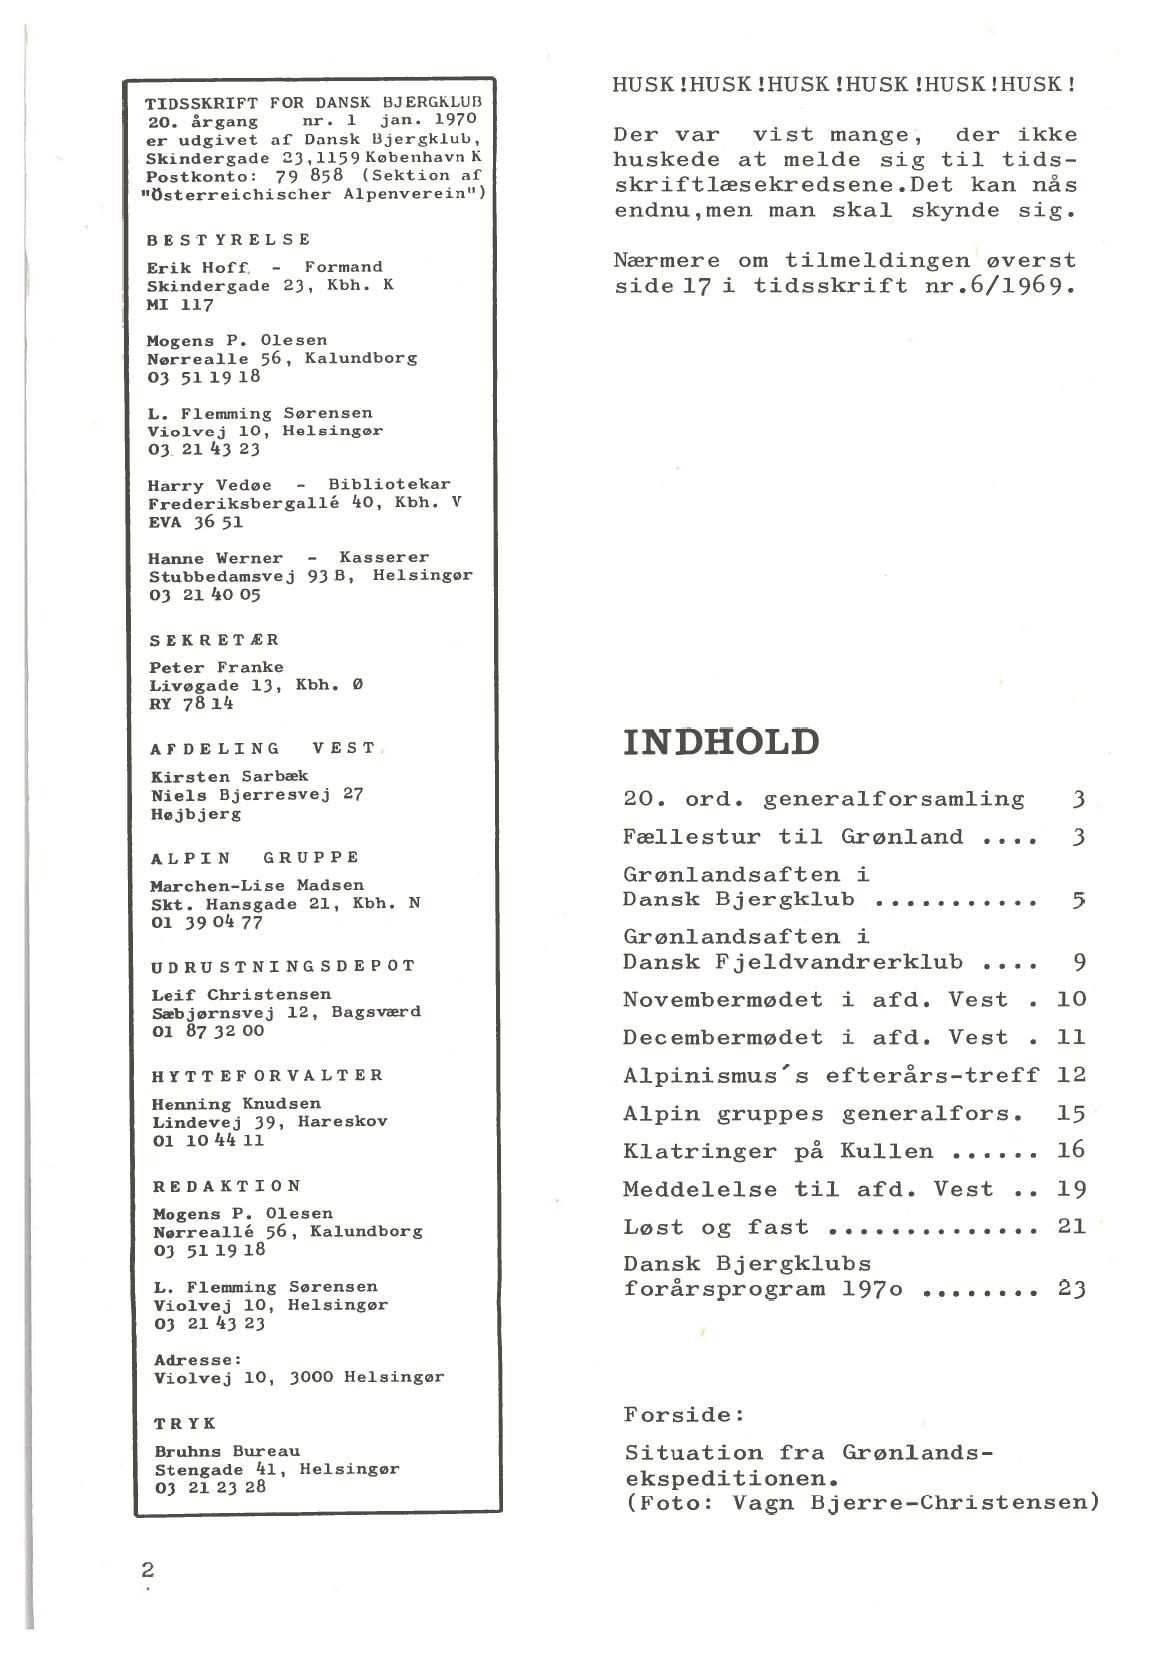 TIDSSKRIFT FOR DANSK BJERGKLUB
20. årgang nr. 1 jan. 1970
er udgivet af Dansk Bjergklub,
Skindergade 23,1159 København K
Postkonto: 79 858 (Sektion af
"Österreichischer Alpenverein")
BESTYRELSE
Erik Hoff. - Formand
Skindergade 23, Kbh. K
MI 117
Mogens P. Olesen
Nørrealle 56, Kalundborg
03 51 19 18
L. Flemming Sørensen
Violvej 10, Helsingør
03 21 43 23
Harry Vedøe - Bibliotekar
Frederiksbergallé 40, Kbh. V
EVA 36 51
Hanne Werner - Kasserer
Stubbedamsvej 93 B, Helsingør
03 21 40 05
SEKRETÆR
Peter Franke
Livøgade 13, Kbh. Ø
RY 78 14
AFDELING VEST
Kirsten Sarbæk
Niels Bjerresvej 27
Højbjerg
ALPIN GRUPPE
Marchen-Lise Madsen
Skt. Hansgade 21, Kbh. N
01 39 04 77
UDRUSTNINGSDEPOT
Leif Christensen
Sæbjørnsvej 12, Bagsværd
01 87 32 00
HYTTEFORVALTER
Henning Knudsen
Lindevej 39, Hareskov
01 10 44 11
REDAKTION
Mogens P. Olesen
Nørreallé 56, Kalundborg
03 51 19 18
L. Flemming Sørensen
Violvej 10, Helsingør
03 21 43 23
Adresse:
Violvej 10, 3000 Helsingør
TRYK
Bruhns Bureau
Stengade 41, Helsingør
03 21 23 28
2
HUSK!HUSK!HUSK!HUSK!HUSK!HUSK!
Der var vist mange, der ikke
huskede at melde sig til tids-
skriftlæsekredsene.Det kan nås
endnu,men man skal skynde sig.
Nærmere om tilmeldingen øverst
side 17 i tidsskrift nr.6/1969.
INDHOLD
20. ord. generalforsamling 3
Fællestur til Grønland .... 3
Grønlandsaften i
Dansk Bjergklub ........... 5
Grønlandsaften i
Dansk Fjeldvandrerklub .... 9
Novembermødet i afd. Vest . 10
Decembermødet i afd. Vest . 11
Alpinismus´s efterårs-treff 12
Alpin gruppes generalfors. 15
Klatringer på Kullen ...... 16
Meddelelse til afd. Vest .. 19
Løst og fast .............. 21
Dansk Bjergklubs
forårsprogram 197o ........ 23
Forside:
Situation fra Grønlands-
ekspeditionen.
(Foto: Vagn Bjerre-Christensen)